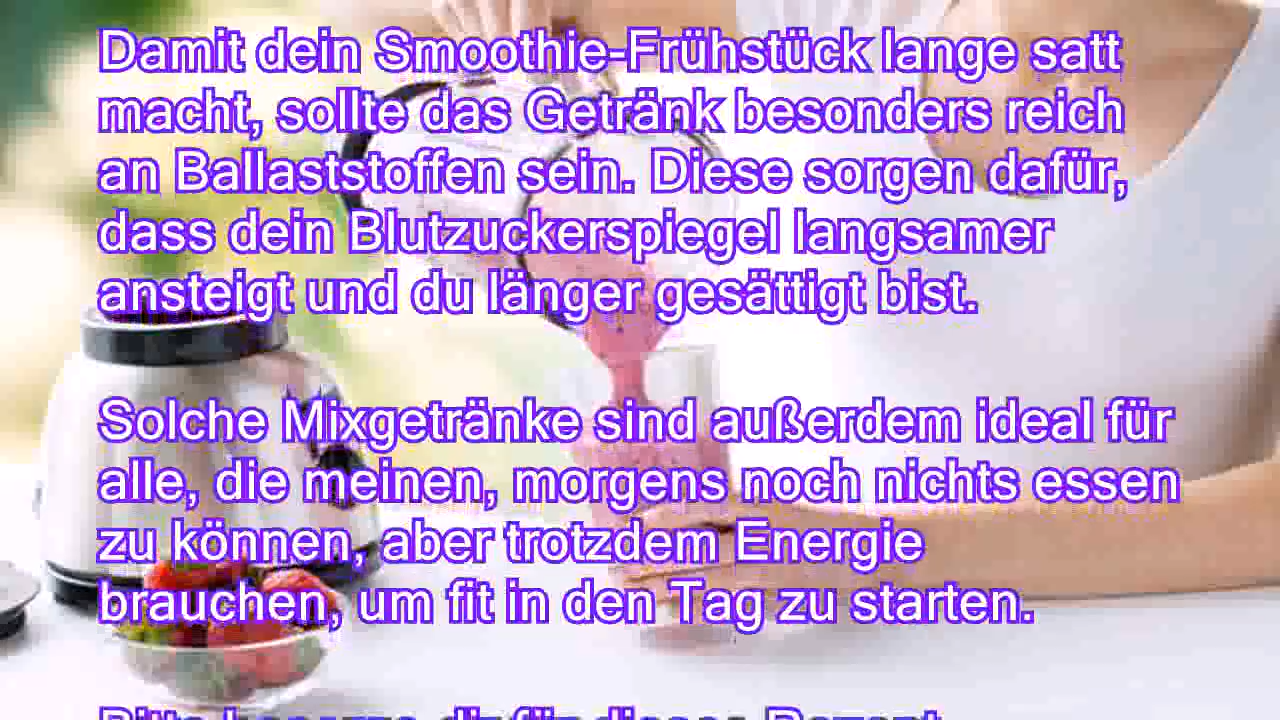 Damit dein Smoothie-Frühstück lange satt
macht, sollte das Getränk besonders reich
an Ballaststoffen sein. Diese sorgen dafür,
dass dein Blutzuckerspiegel langsamer
ansteigt und du länger gesättigt bist.
Solche Mixgetränke sind außerdem ideal für
alle, die meinen, morgens noch nichts essen
zu können, aber trotzdem Energie
brauchen, um fit in den Tag zu starten.
Bitte